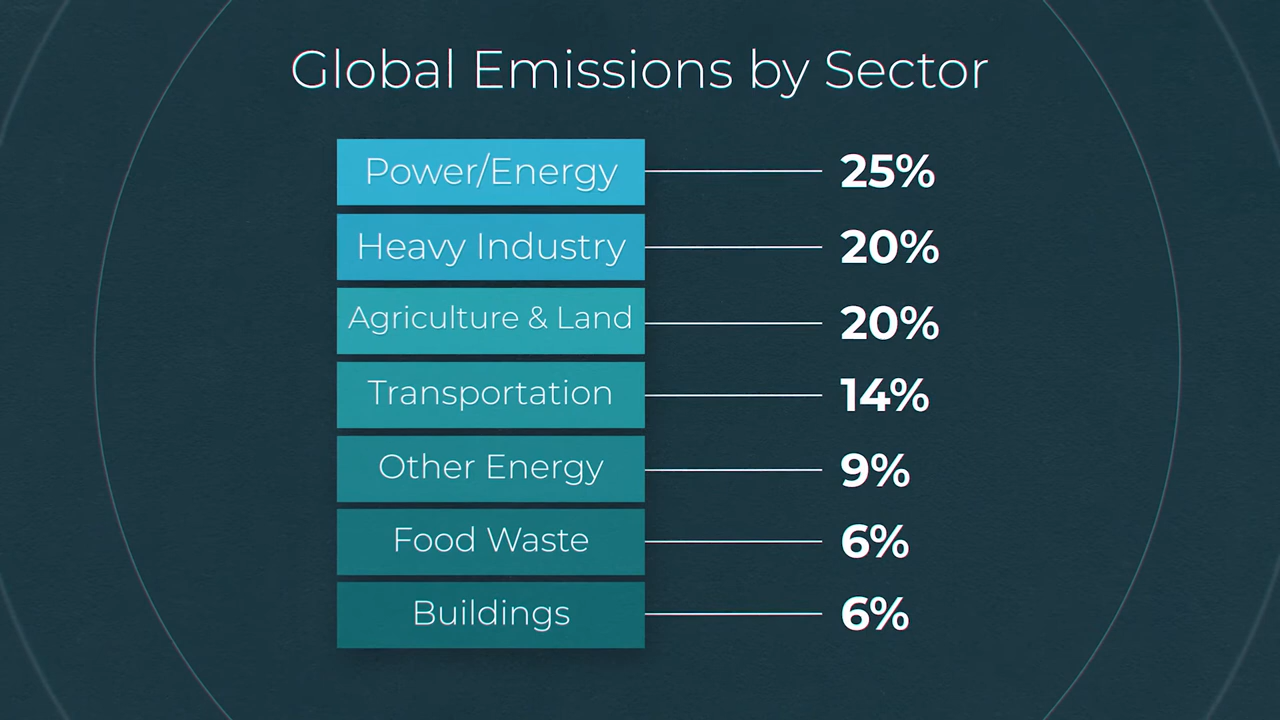 Global Emissions by Sector
Power/Energy 25%
Heavy Industry 20%
Agriculture & Land 20%
Transportation 14%
Other Energy 9%
Food Waste 6%
Buildings 6%